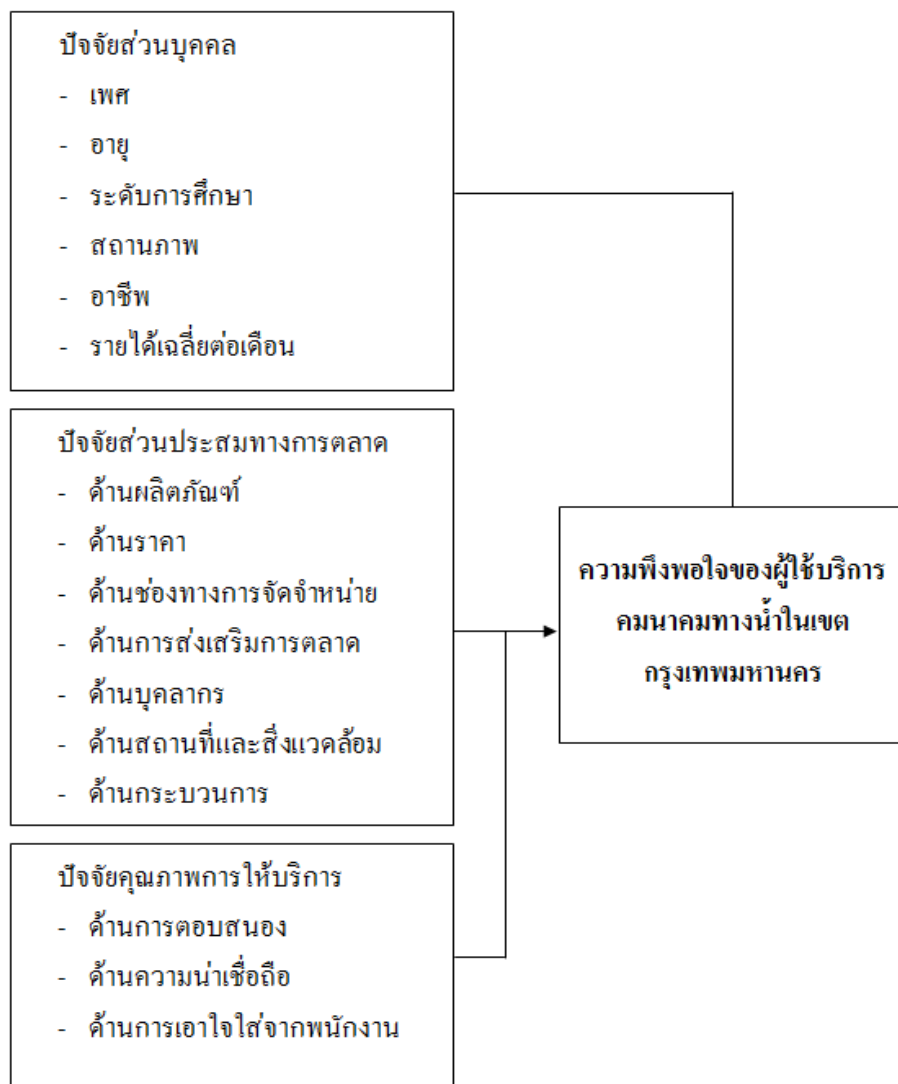 ปัจจัยส่วนบุคคล
- เพศ
- อายุ
- ระดับการศึกษา
- สถานภาพ
- อาชีพ
- รายได้เฉลี่ยต่อเดือน
ปัจจัยส่วนประสมทางการตลาด
- ด้านผลิตภัณฑ์
- ด้านราคา
- ด้านช่องทางการจัดจำหน่าย
- ด้านการส่งเสริมการตลาด
- ด้านบุคลากร
- ด้านสถานที่และสิ่งแวดล้อม
- ด้านกระบวนการ
ปัจจัยคุณภาพการให้บริการ
- ด้านการตอบสนอง
- ด้านความน่าเชื่อถือ
- ด้านการเอาใจใส่จากพนักงาน
ความพึงพอใจของผู้ใช้บริการ
คมนาคมทางน้ำในเขต
กรุงเทพมหานคร